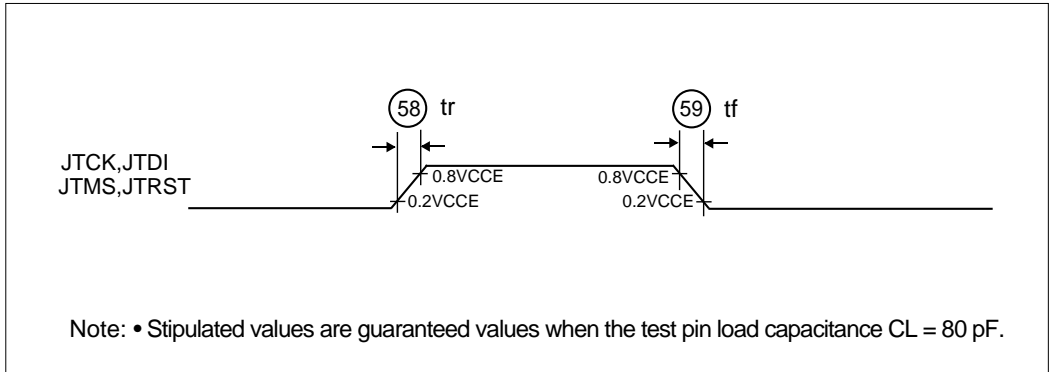 58 tr
59 tf
JTCK,JTDI
JTMS,JTRST
0.8VCCE
0.2VCCE
0.8VCCE
0.2VCCE
Note: • Stipulated values are guaranteed values when the test pin load capacitance CL = 80 pF.